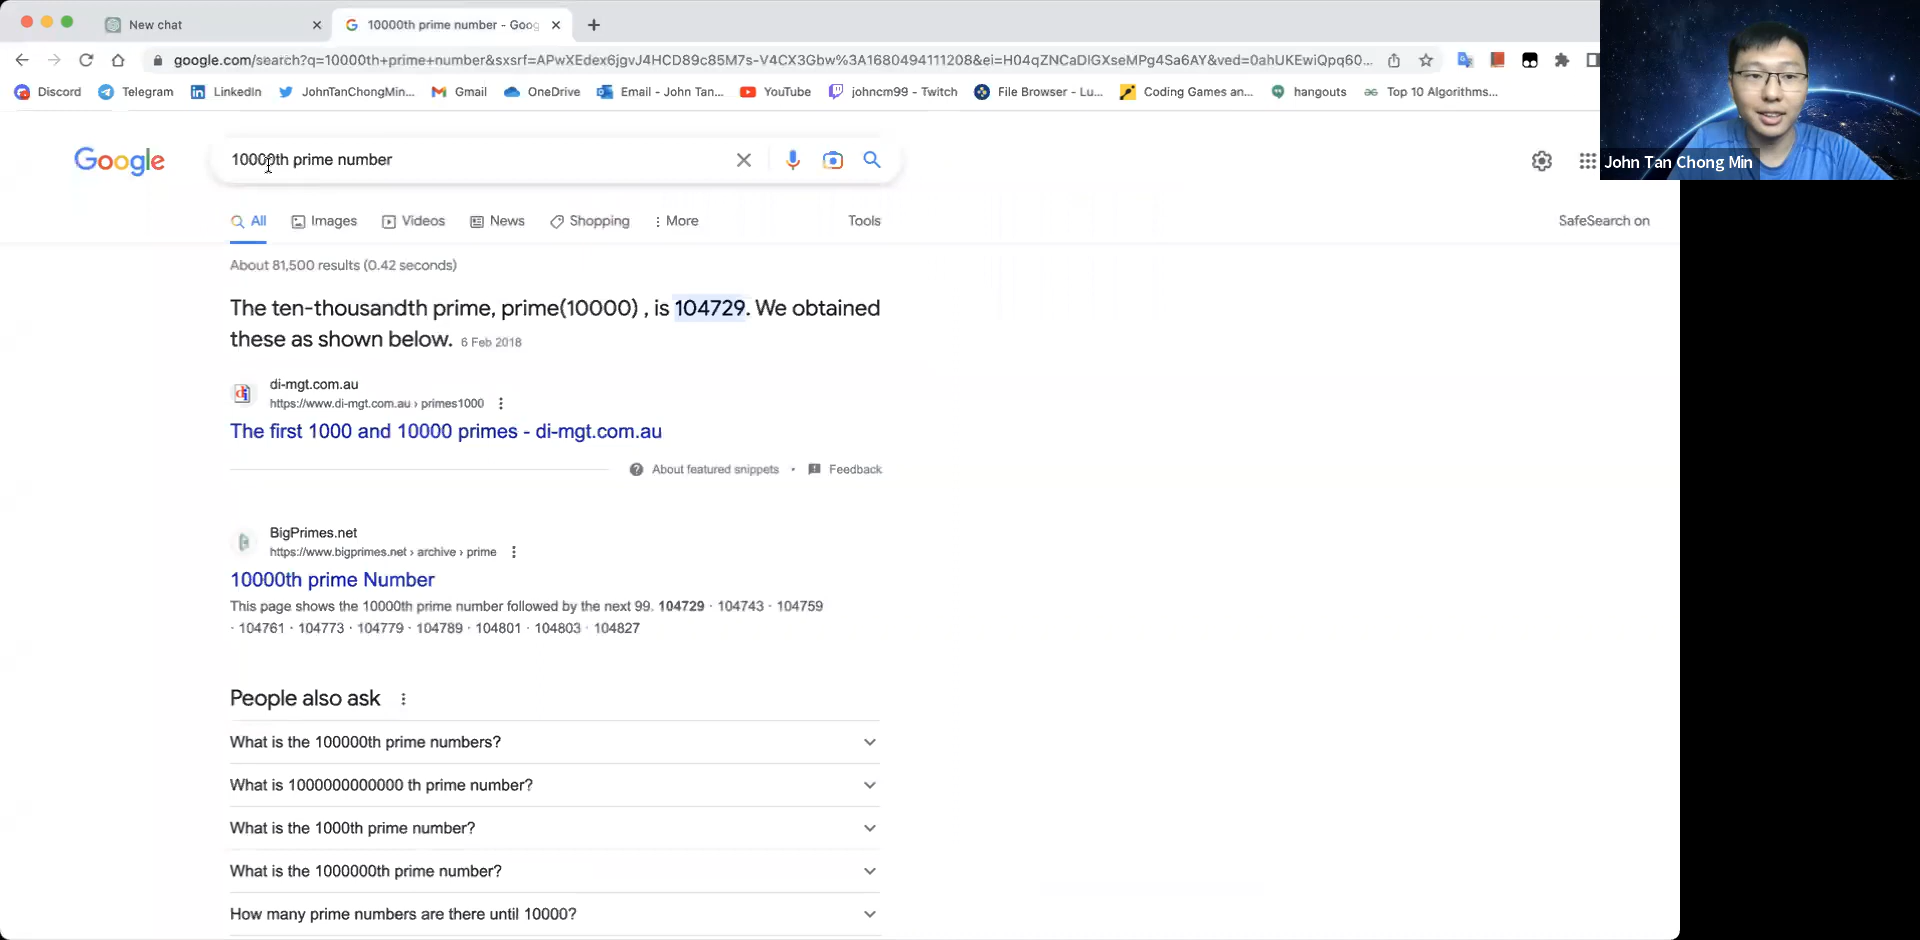 New chat
10000th prime number - Goog
google.com/search?q=10000th+prime+number&sxsrf=APwXEdex6jgvJ4HCD89c85M7s-V4CX3Gbw%3A1680494111208&ei=H04qZNCaDIGXseMPg4Sa6AY&ved=0ahUKEwiQpq60...
Discord Telegram LinkedIn JohnTanChongMin... Gmail OneDrive Email - John Tan... YouTube johncm99 - Twitch File Browser - Lu... Coding Games an... hangouts Top 10 Algorithms...
Google
10000th prime number
John Tan Chong Min
All Images Videos News Shopping More Tools SafeSearch on
About 81,500 results (0.42 seconds)
The ten-thousandth prime, prime(10000) , is 104729. We obtained
these as shown below. 6 Feb 2018
di-mgt.com.au
https://www.di-mgt.com.au › primes1000
The first 1000 and 10000 primes - di-mgt.com.au
About featured snippets · Feedback
BigPrimes.net
https://www.bigprimes.net › archive › prime
10000th prime Number
This page shows the 10000th prime number followed by the next 99. 104729 · 104743 · 104759
· 104761 · 104773 · 104779 · 104789 · 104801 · 104803 · 104827
People also ask
What is the 100000th prime numbers?
What is 1000000000000 th prime number?
What is the 1000th prime number?
What is the 1000000th prime number?
How many prime numbers are there until 10000?